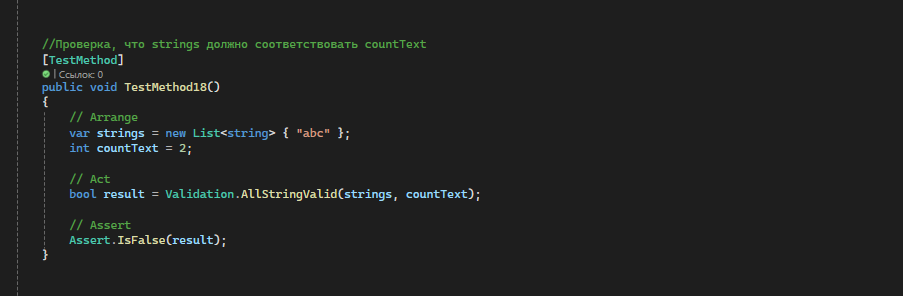 //Проверка, что strings должно соответствовать countText
[TestMethod]
| Ссылок: 0
public void TestMethod18()
{
// Arrange
var strings = new List<string> { "abc" };
int countText = 2;
// Act
bool result = Validation.AllStringValid(strings, countText);
// Assert
Assert.IsFalse(result);
}